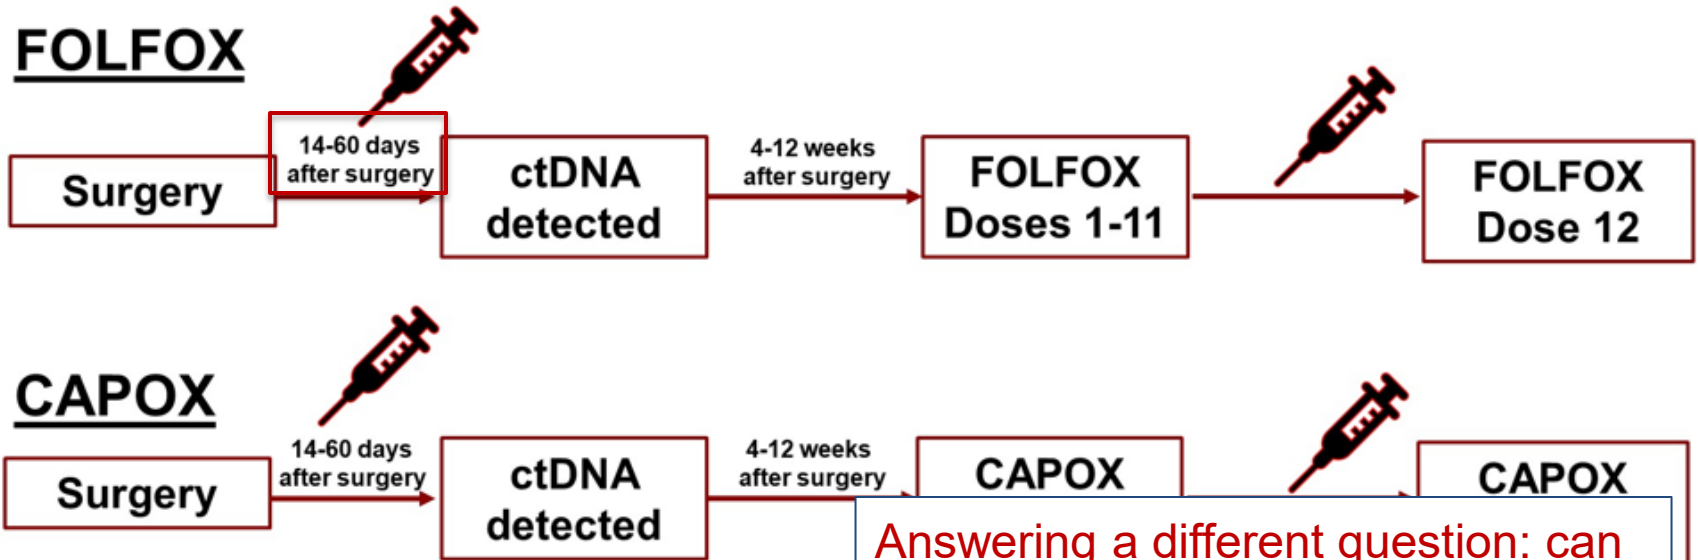 FOLFOX
Surgery
14-60 days
after surgery
ctDNA
detected
4-12 weeks
after surgery
FOLFOX
Doses 1-11
FOLFOX
Dose 12
CAPOX
Surgery
14-60 days
after surgery
ctDNA
detected
4-12 weeks
after surgery
CAPOX
CAPOX
Answering a different question: can